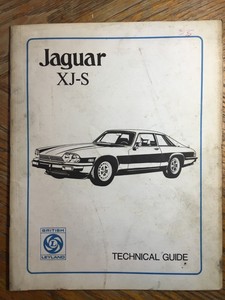 Jaguar
XJ-S
BRITISH
LEYLAND
TECHNICAL GUIDE